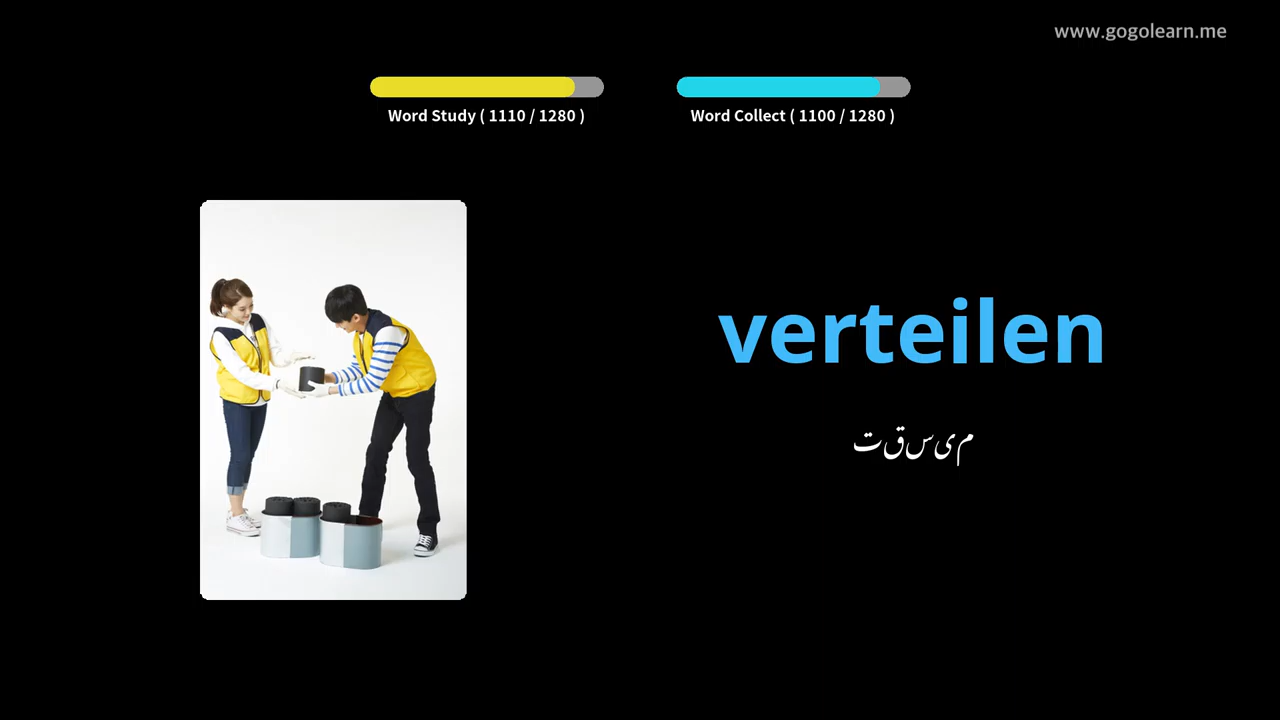 www.gogolearn.me
Word Study ( 1110 / 1280 )
Word Collect ( 1100 / 1280 )
verteilen
تقسیم